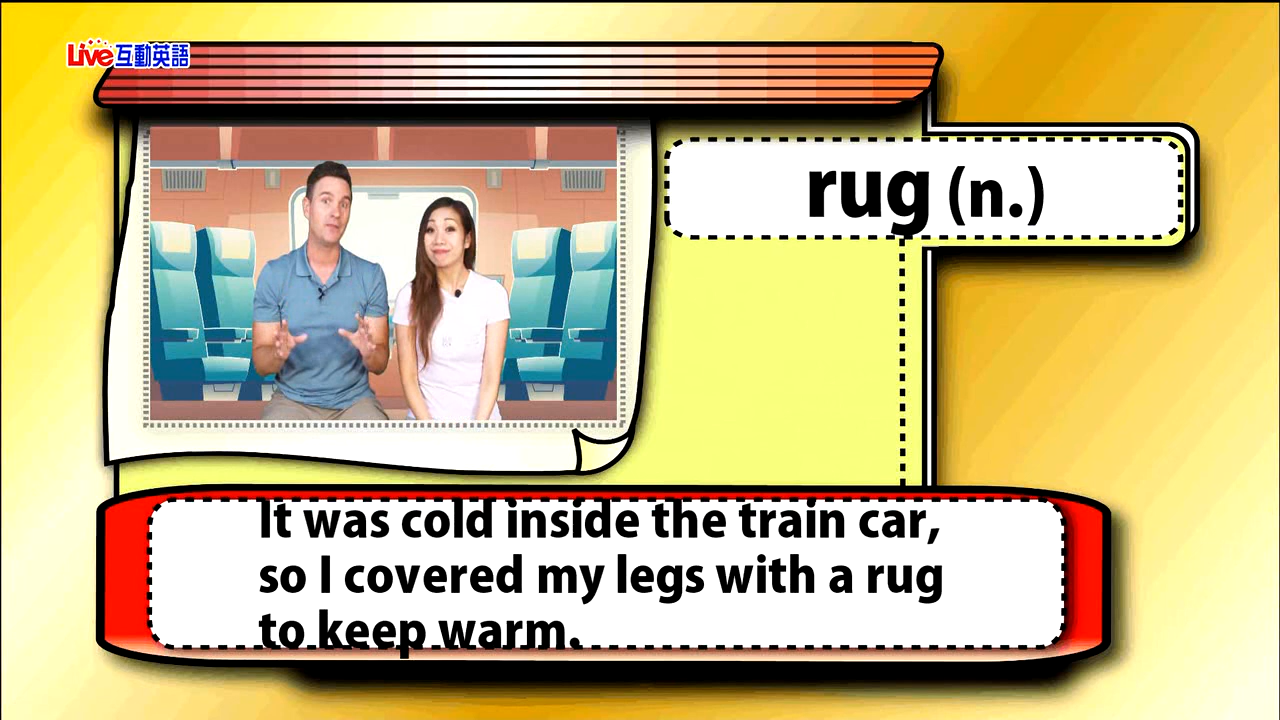 Live互動英語
rug (n.)
It was cold inside the train car,
so I covered my legs with a rug
to keep warm.